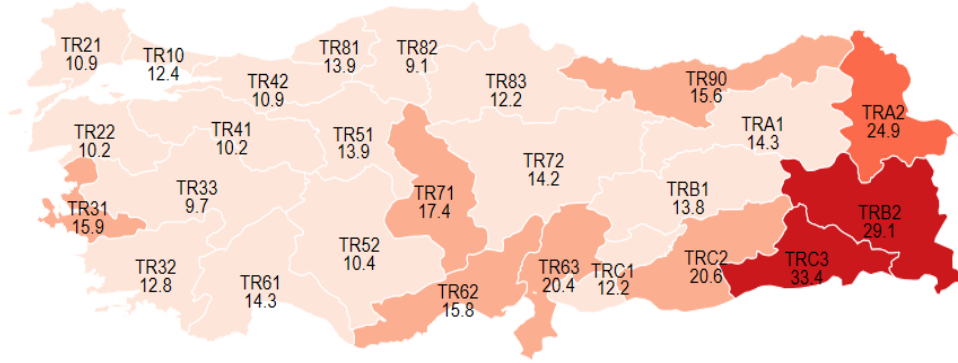 TR21
10.9
TR10
12.4
TR81
13.9
TR82
9.1
TR42
10.9
TR83
12.2
TR90
15.6
TRA2
24.9
TR22
10.2
TR41
10.2
TR51
13.9
TRA1
14.3
TR72
14.2
TR33
9.7
TR71
17.4
TRB1
13.8
TR31
15.9
TRB2
29.1
TR52
10.4
TR32
12.8
TR61
14.3
TR62
15.8
TR63
20.4
TRC1
12.2
TRC2
20.6
TRC3
33.4